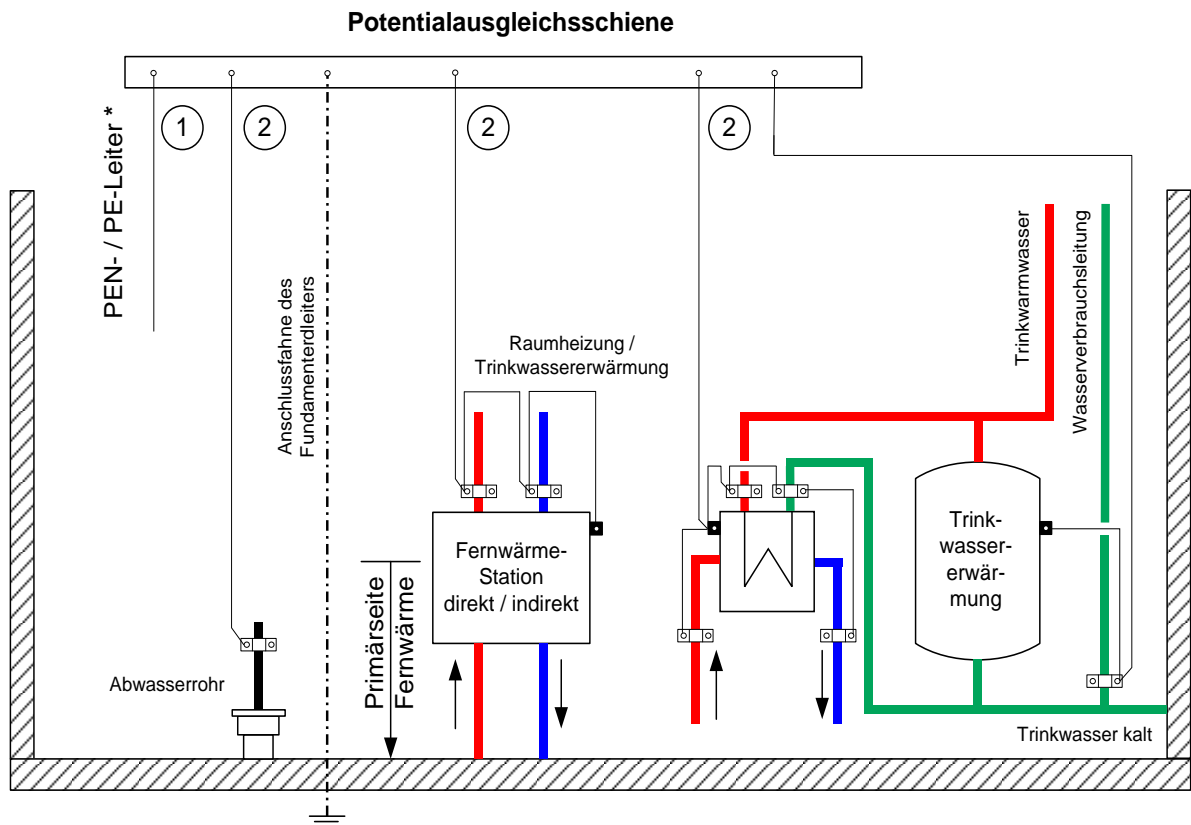 Potentialausgleichsschiene
PEN- / PE-Leiter *
1
2
2
2
Anschlussfahne des
Fundamenterdleiters
Raumheizung /
Trinkwassererwärmung
Trinkwarmwasser
Wasserverbrauchsleitung
Fernwärme-
Station
direkt / indirekt
Trink-
wasser-
erwär-
mung
Primärseite
Fernwärme
Abwasserrohr
Trinkwasser kalt